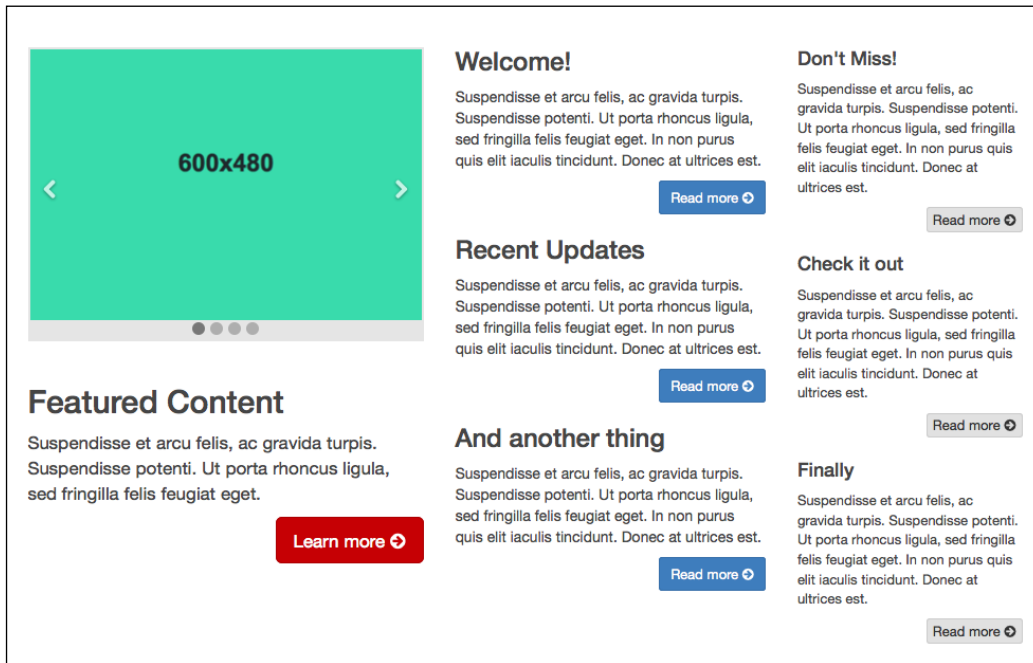 600x480
Featured Content
Suspendisse et arcu felis, ac gravida turpis.
Suspendisse potenti. Ut porta rhoncus ligula,
sed fringilla felis feugiat eget.
Learn more
Welcome!
Suspendisse et arcu felis, ac gravida turpis.
Suspendisse potenti. Ut porta rhoncus ligula,
sed fringilla felis feugiat eget. In non purus
quis elit iaculis tincidunt. Donec at ultrices est.
Read more
Recent Updates
Suspendisse et arcu felis, ac gravida turpis.
Suspendisse potenti. Ut porta rhoncus ligula,
sed fringilla felis feugiat eget. In non purus
quis elit iaculis tincidunt. Donec at ultrices est.
Read more
And another thing
Suspendisse et arcu felis, ac gravida turpis.
Suspendisse potenti. Ut porta rhoncus ligula,
sed fringilla felis feugiat eget. In non purus
quis elit iaculis tincidunt. Donec at ultrices est.
Read more
Don't Miss!
Suspendisse et arcu felis, ac
gravida turpis. Suspendisse potenti.
Ut porta rhoncus ligula, sed fringilla
felis feugiat eget. In non purus quis
elit iaculis tincidunt. Donec at
ultrices est.
Read more
Check it out
Suspendisse et arcu felis, ac
gravida turpis. Suspendisse potenti.
Ut porta rhoncus ligula, sed fringilla
felis feugiat eget. In non purus quis
elit iaculis tincidunt. Donec at
ultrices est.
Read more
Finally
Suspendisse et arcu felis, ac
gravida turpis. Suspendisse potenti.
Ut porta rhoncus ligula, sed fringilla
felis feugiat eget. In non purus quis
elit iaculis tincidunt. Donec at
ultrices est.
Read more